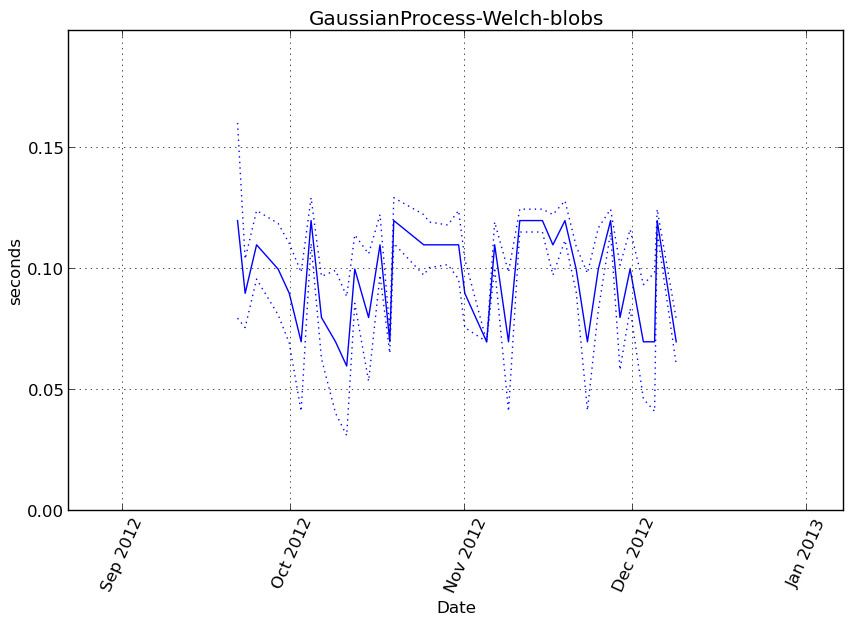 GaussianProcess-Welch-blobs
seconds
0.15
0.10
0.05
0.00
Sep 2012
Oct 2012
Nov 2012
Dec 2012
Jan 2013
Date